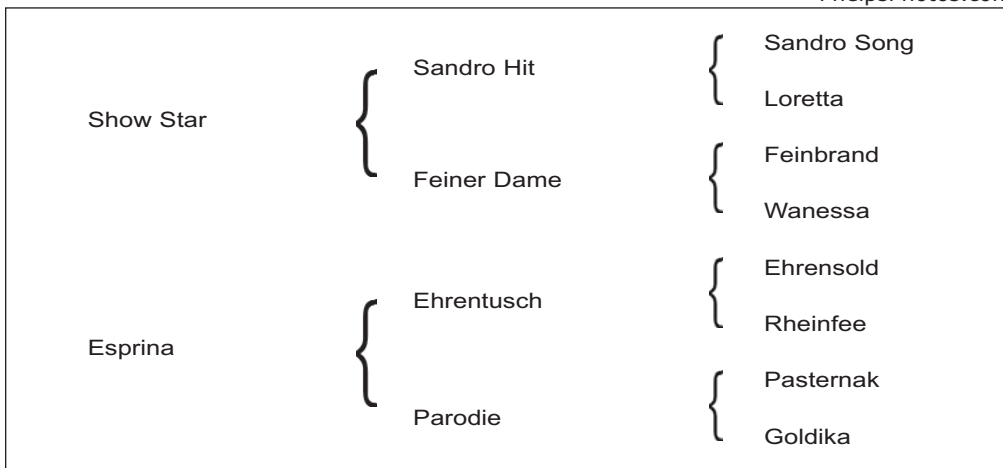 Sandro Song
Sandro Hit
Loretta
Show Star
Feinbrand
Feiner Dame
Wanessa
Ehrensold
Ehrentusch
Rheinfee
Esprina
Pasternak
Parodie
Goldika